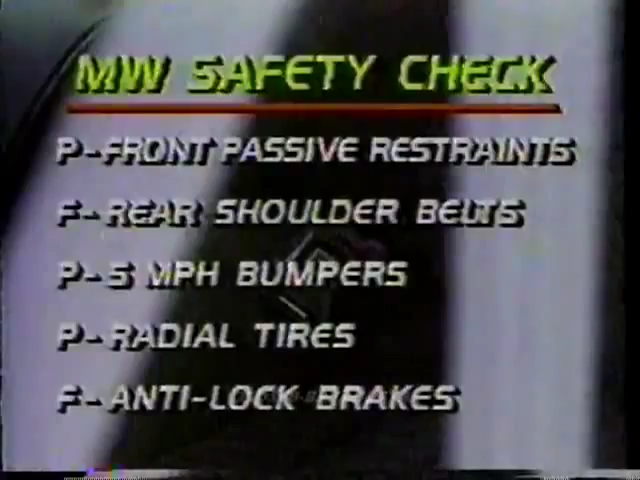 MW SAFETY CHECK
P-FRONT PASSIVE RESTRAINTS
F-REAR SHOULDER BELTS
P-5 MPH BUMPERS
P-RADIAL TIRES
F-ANTI-LOCK BRAKES